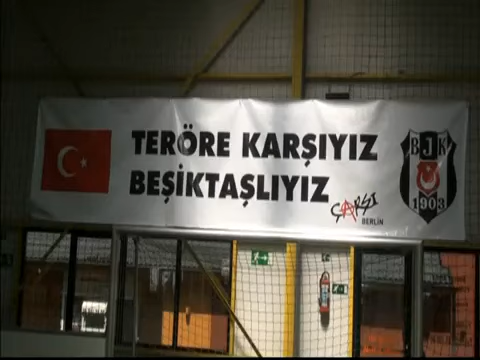 TERÖRE KARŞIYIZ
BEŞİKTAŞLIYIZ
ÇARŞI
BERLİN
BJK
1903